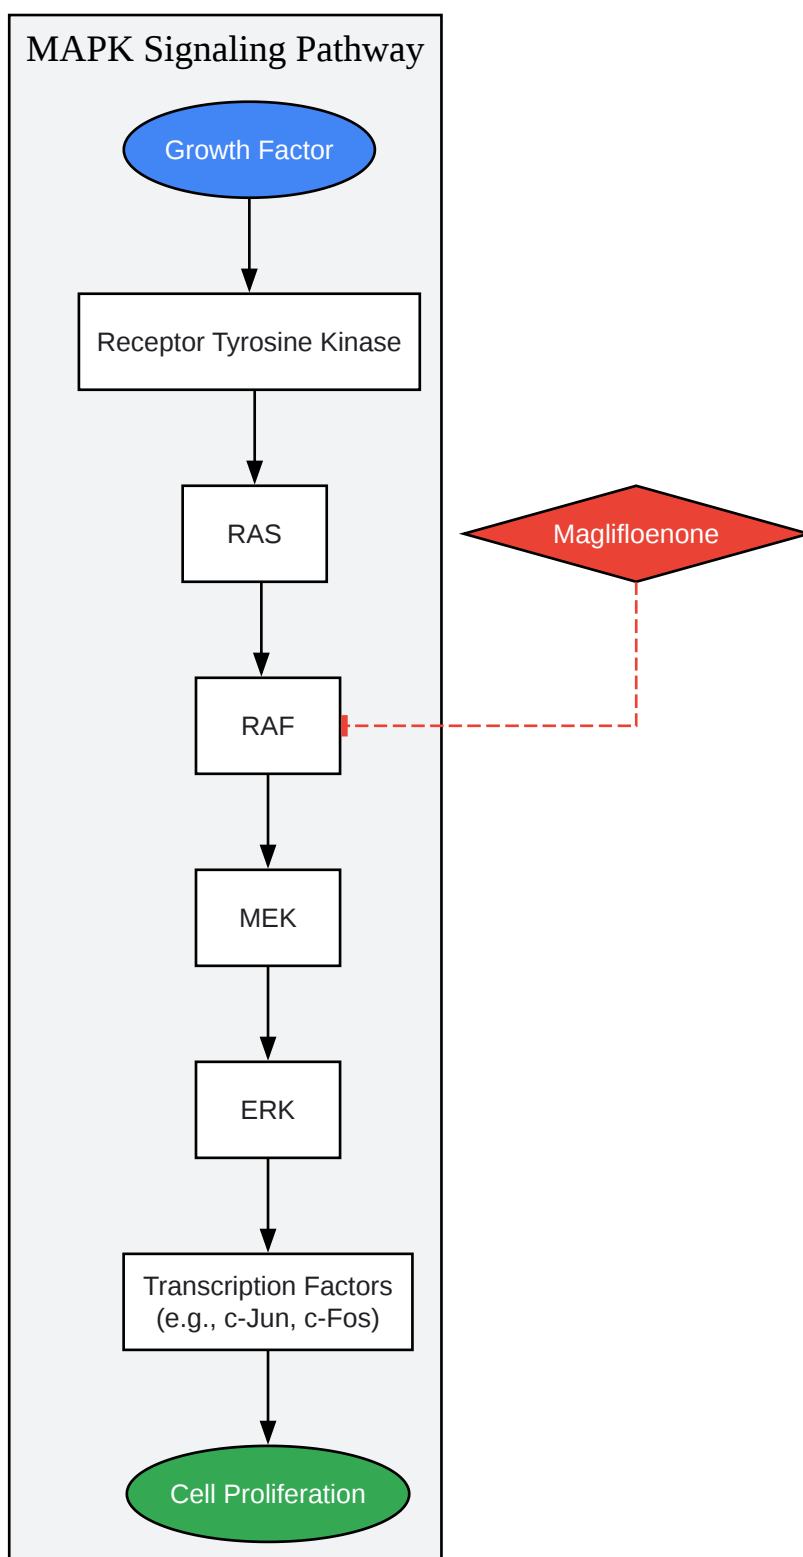 MAPK Signaling Pathway
Growth Factor
Receptor Tyrosine Kinase
RAS
Maglifloenone
RAF
MEK
ERK
Transcription Factors
(e.g., c-Jun, c-Fos)
Cell Proliferation